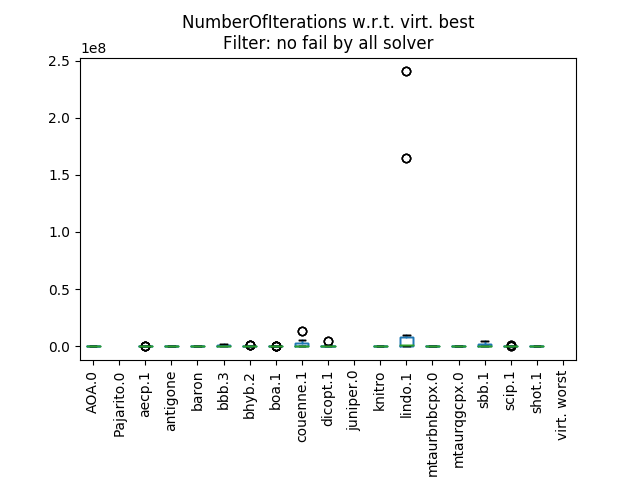 NumberOfIterations w.r.t. virt. best
Filter: no fail by all solver
1e8
2.5
2.0
1.5
1.0
0.5
0.0
AOA.0
Pajarito.0
aecp.1
antigone
baron
bbb.3
bhyb.2
boa.1
couenne.1
dicopt.1
juniper.0
knitro
lindo.1
mtaurbnbcpx.0
mtaurqgcpx.0
sbb.1
scip.1
shot.1
virt. worst